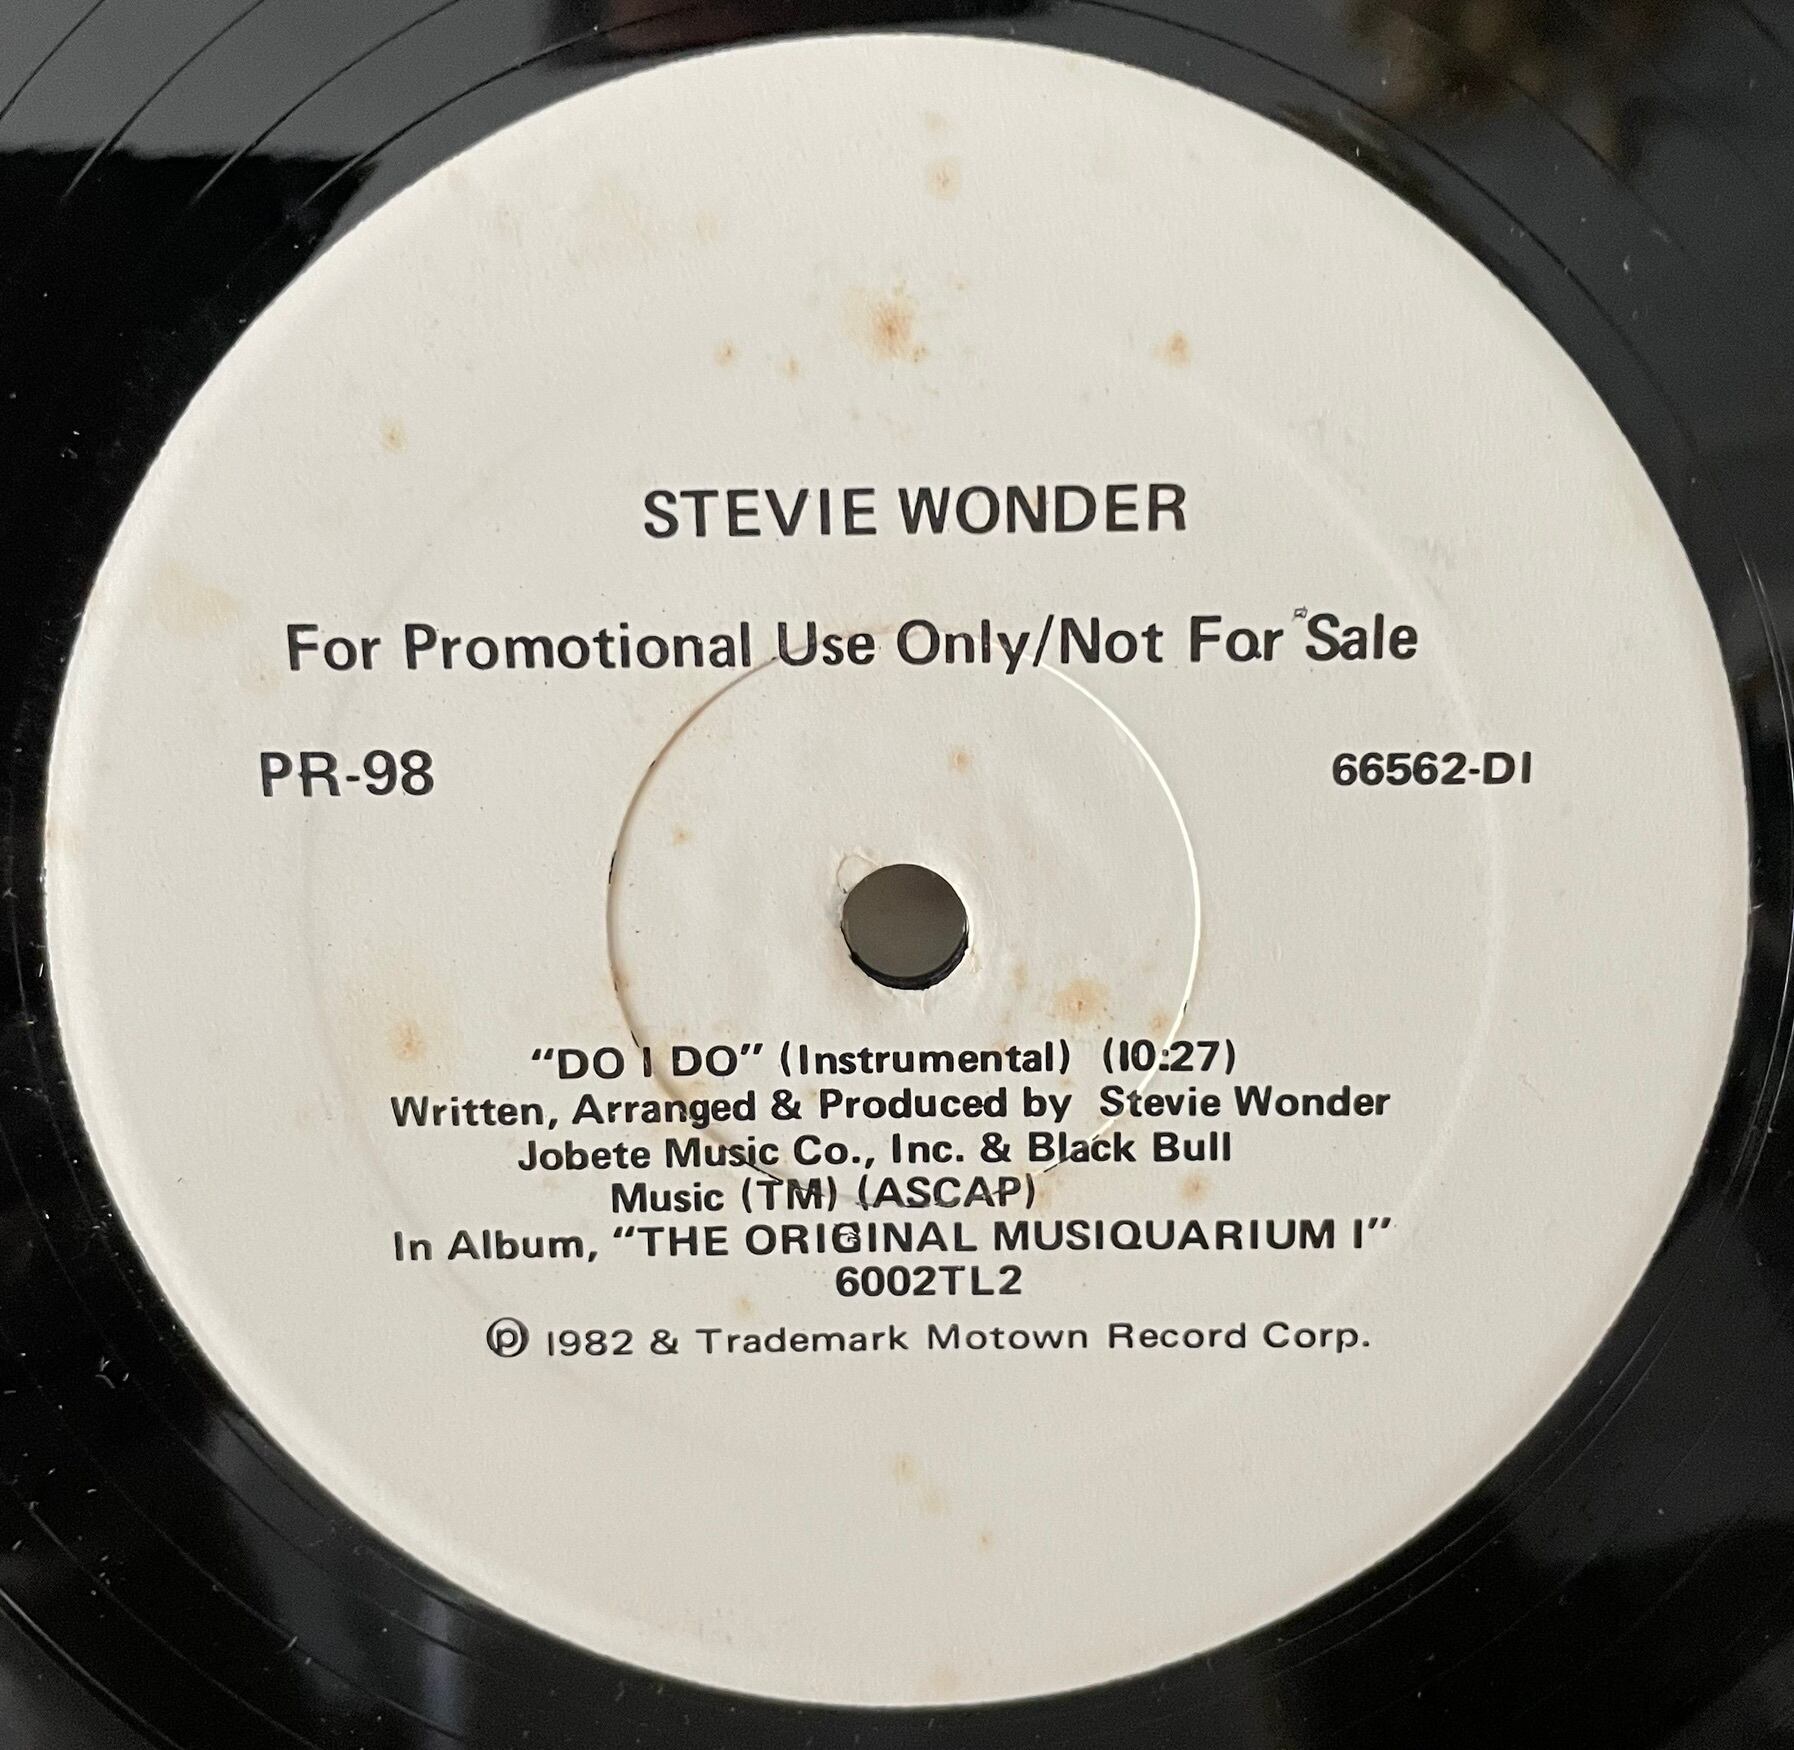 STEVIE WONDER
For Promotional Use Only/Not For Sale
PR-98 66562-D1
“DO I DO” (Instrumental) (10:27)
Written, Arranged & Produced by Stevie Wonder
Jobete Music Co., Inc. & Black Bull
Music (TM) (ASCAP)
In Album, “THE ORIGINAL MUSIQUARIUM I”
6002TL2
℗ 1982 & Trademark Motown Record Corp.